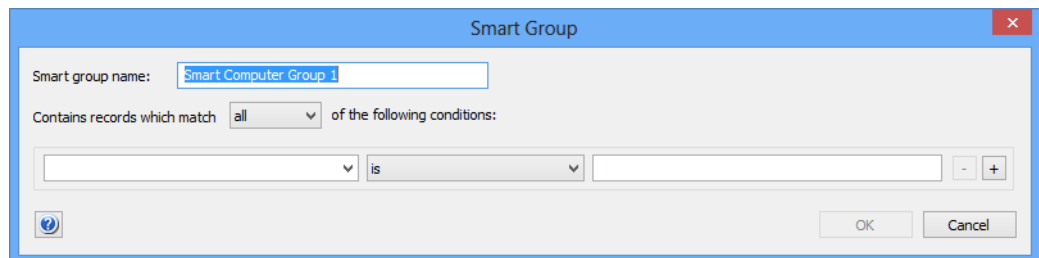 Smart Group
Smart group name: Smart Computer Group 1
Contains records which match all of the following conditions:
is - +
OK Cancel